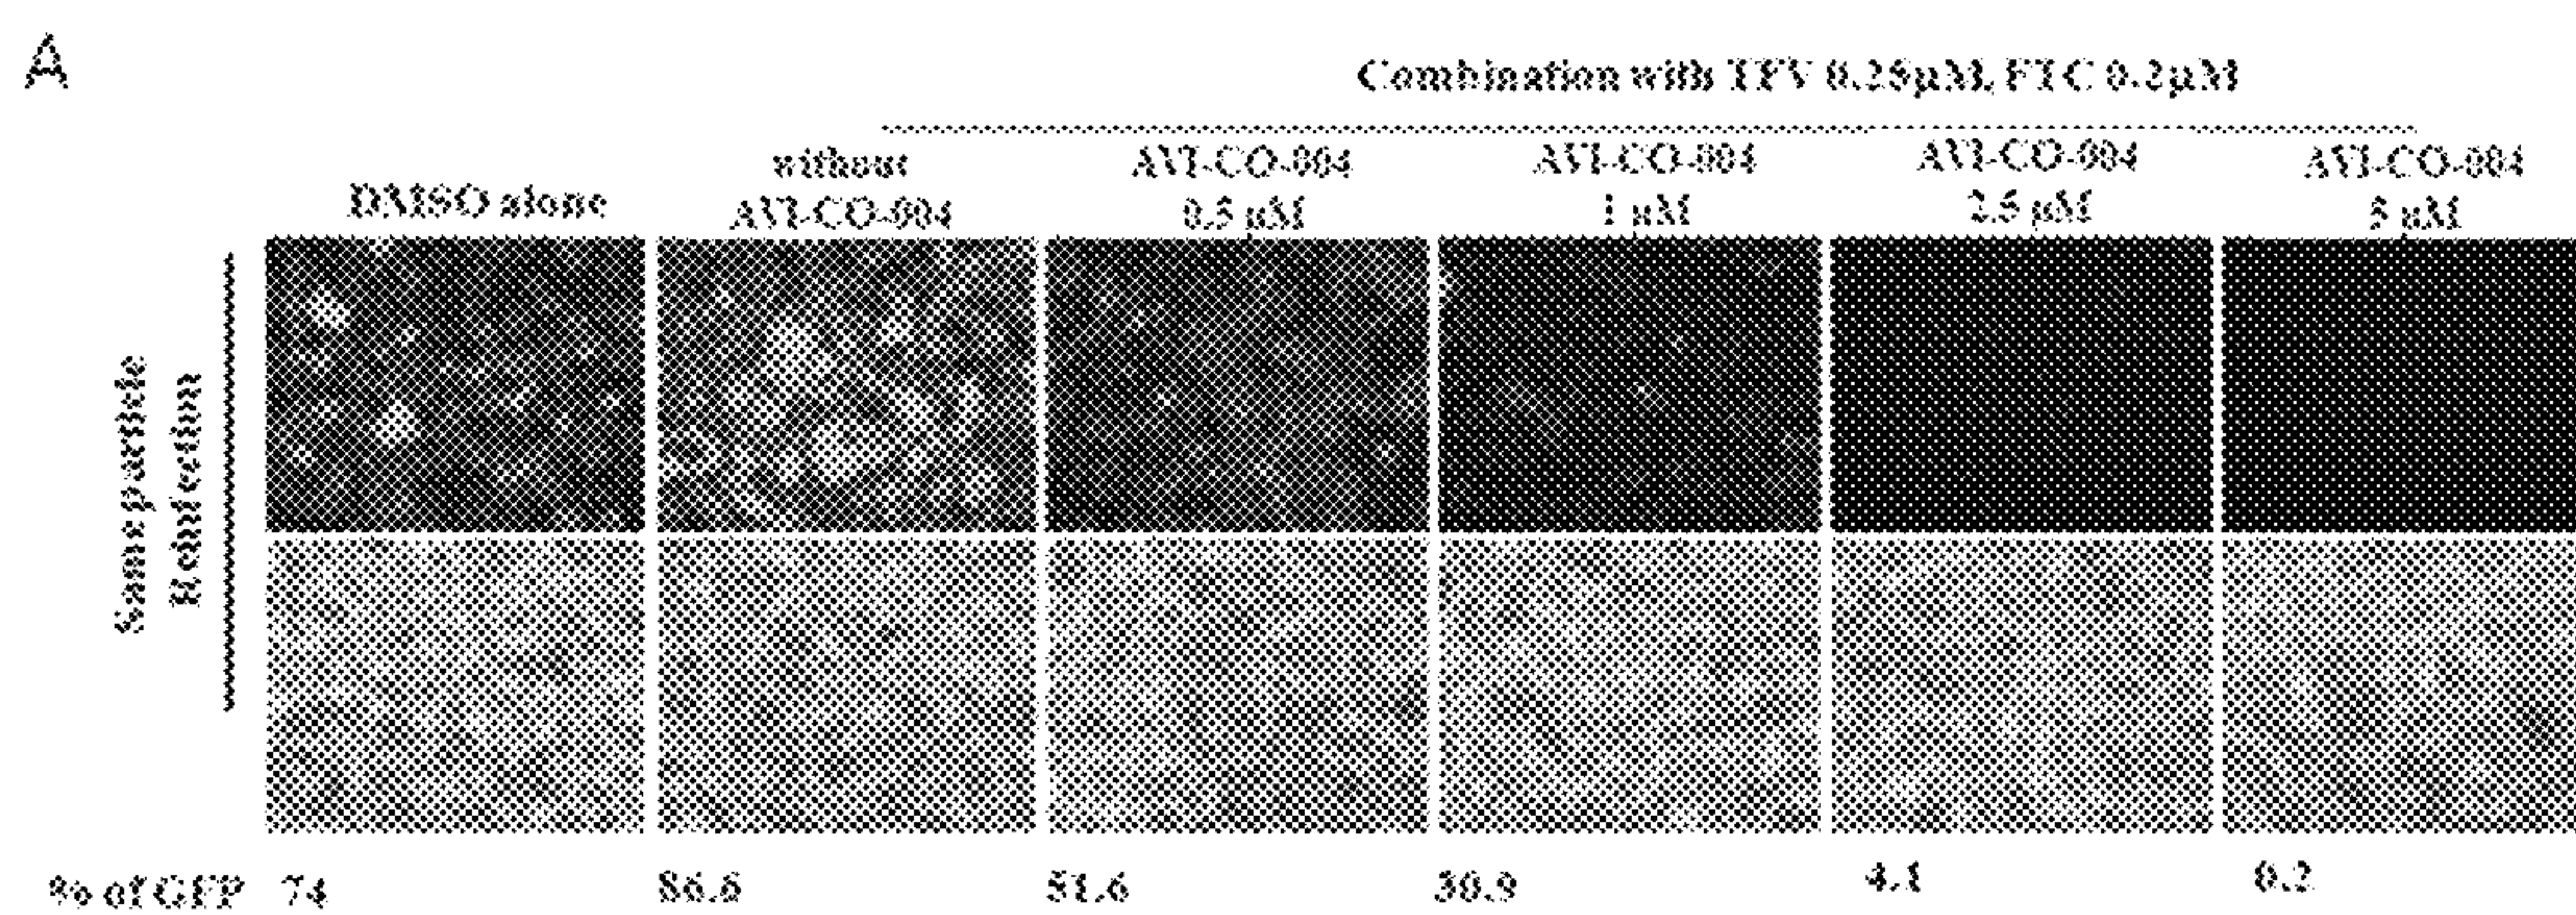 A
Combination with TFV 0.25μM, FTC 0.2μM
DMSO alone
without
AVI-CO-004
AVI-CO-004
0.5 μM
AVI-CO-004
1 μM
AVI-CO-004
2.5 μM
AVI-CO-004
5 μM
Same particle
Reinfection
% of GFP 74 86.6 51.6 30.9 4.1 0.2